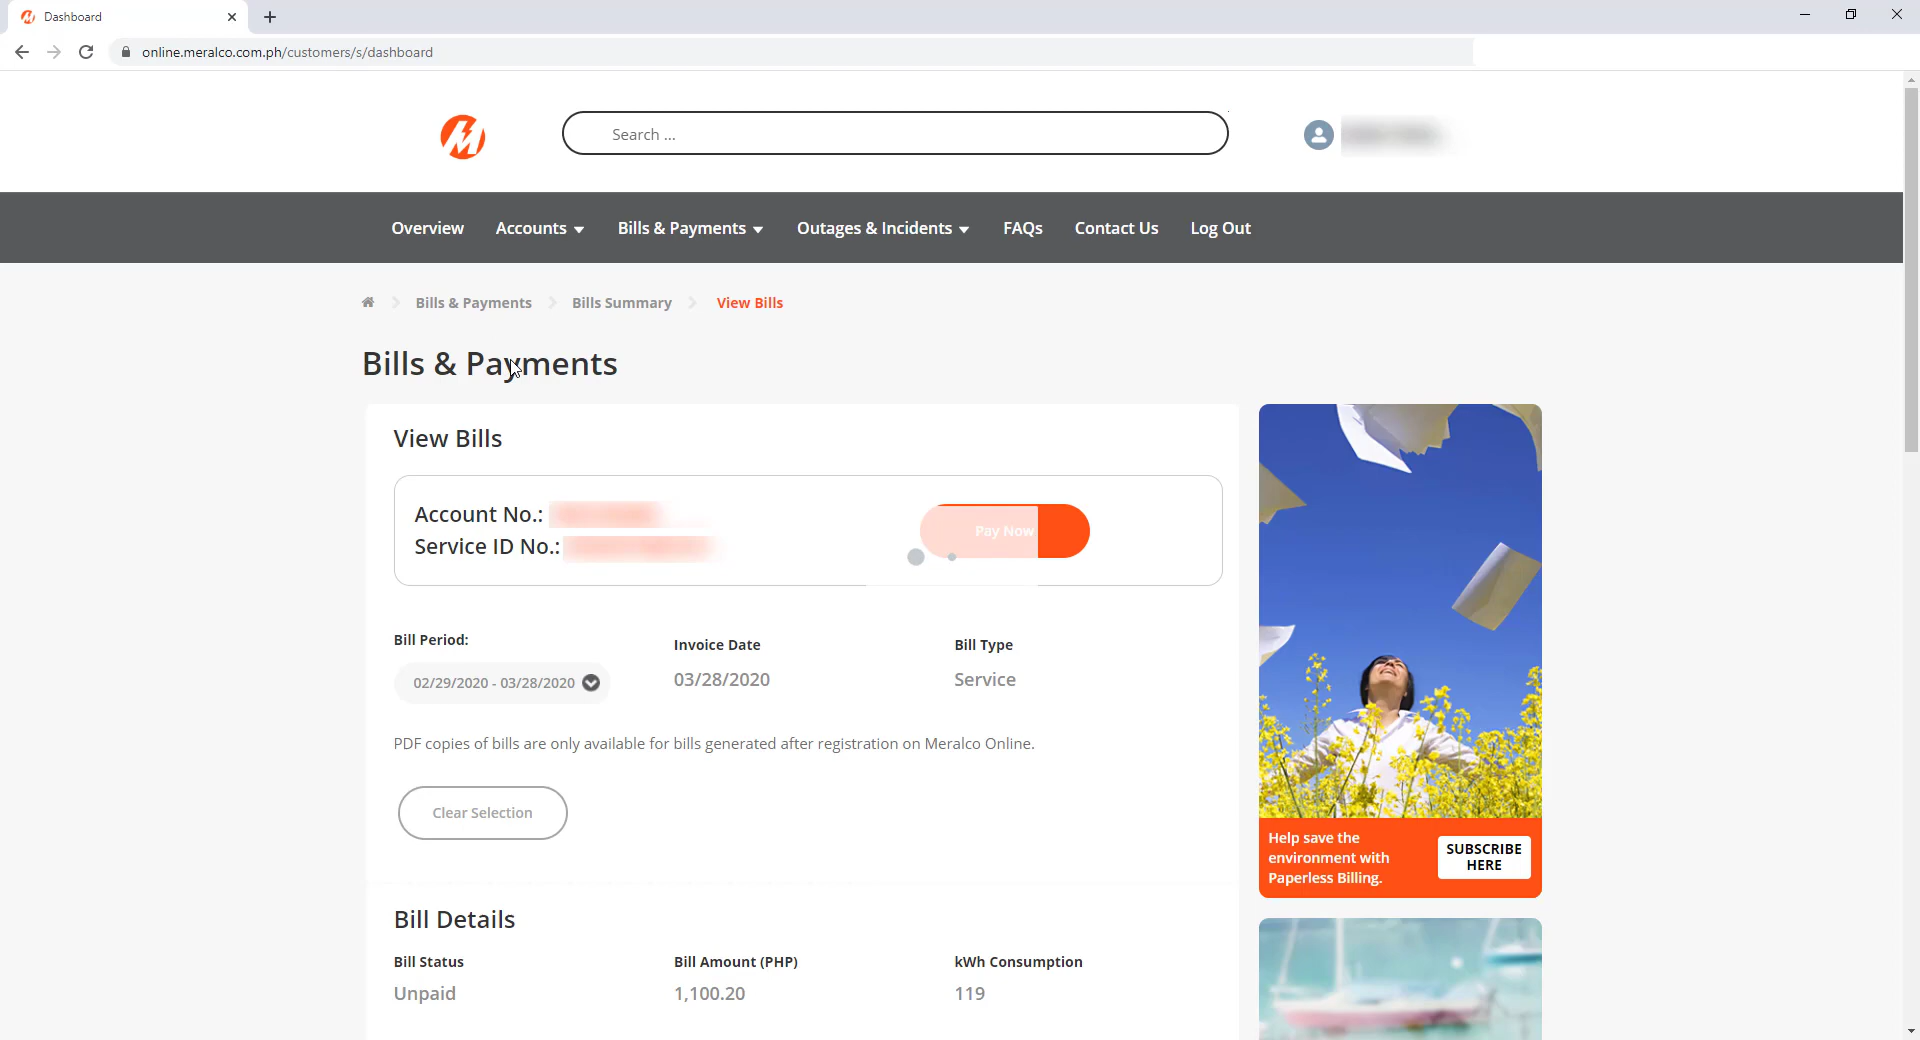 Dashboard
online.meralco.com.ph/customers/s/dashboard
Search ...
Overview Accounts Bills & Payments Outages & Incidents FAQs Contact Us Log Out
Bills & Payments Bills Summary View Bills
Bills & Payments
View Bills
Account No.:
Service ID No.:
Pay Now
Bill Period:
02/29/2020 - 03/28/2020
Invoice Date
03/28/2020
Bill Type
Service
PDF copies of bills are only available for bills generated after registration on Meralco Online.
Clear Selection
Bill Details
Bill Status
Unpaid
Bill Amount (PHP)
1,100.20
kWh Consumption
119
Help save the
environment with
Paperless Billing.
SUBSCRIBE
HERE